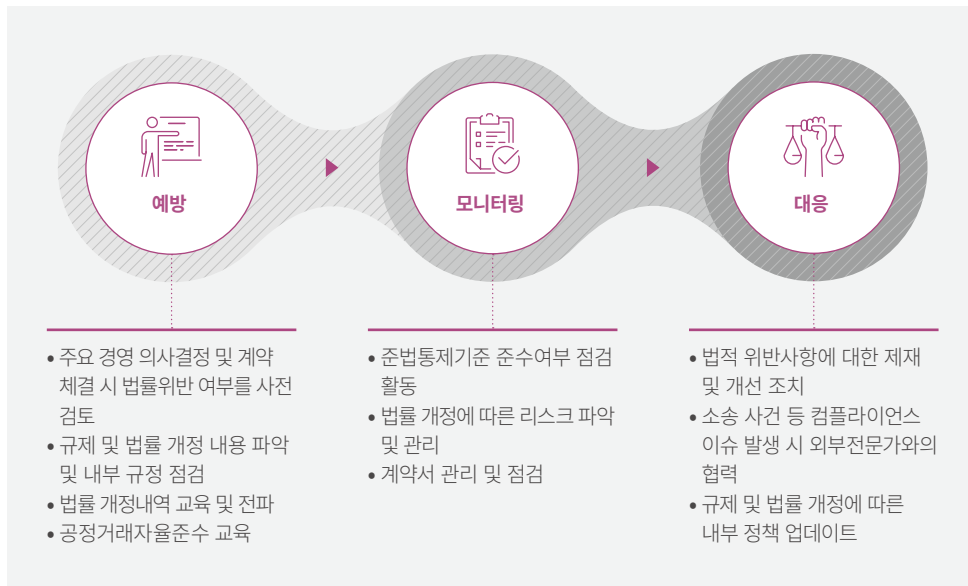 예방
모니터링
대응
• 주요 경영 의사결정 및 계약
체결 시 법률위반 여부를 사전
검토
• 규제 및 법률 개정 내용 파악
및 내부 규정 점검
• 법률 개정내역 교육 및 전파
• 공정거래자율준수 교육
• 준법통제기준 준수여부 점검
활동
• 법률 개정에 따른 리스크 파악
및 관리
• 계약서 관리 및 점검
• 법적 위반사항에 대한 제재
및 개선 조치
• 소송 사건 등 컴플라이언스
이슈 발생 시 외부전문가와의
협력
• 규제 및 법률 개정에 따른
내부 정책 업데이트